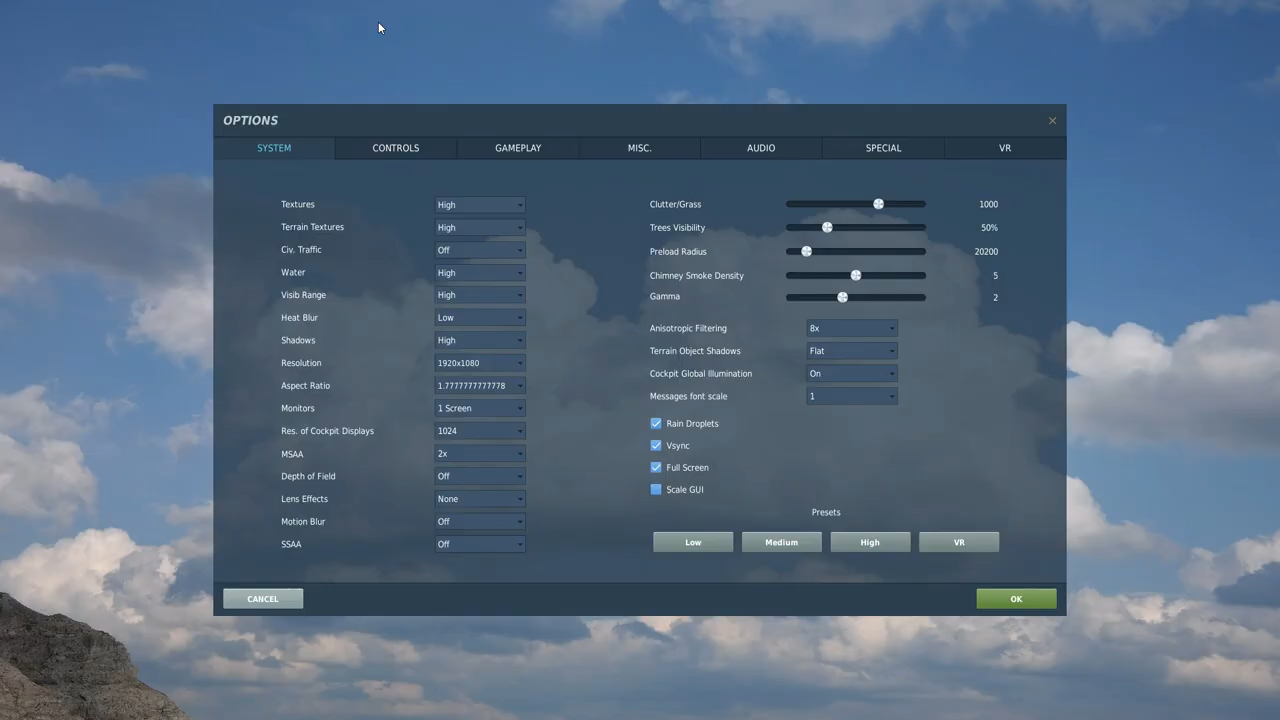 OPTIONS
SYSTEM CONTROLS GAMEPLAY MISC. AUDIO SPECIAL VR
Textures High
Terrain Textures High
Civ. Traffic Off
Water High
Visib Range High
Heat Blur Low
Shadows High
Resolution 1920x1080
Aspect Ratio 1.7777777777778
Monitors 1 Screen
Res. of Cockpit Displays 1024
MSAA 2x
Depth of Field Off
Lens Effects None
Motion Blur Off
SSAA Off
Clutter/Grass 1000
Trees Visibility 50%
Preload Radius 20200
Chimney Smoke Density 5
Gamma 2
Anisotropic Filtering 8x
Terrain Object Shadows Flat
Cockpit Global Illumination On
Messages font scale 1
Rain Droplets
Vsync
Full Screen
Scale GUI
Presets
Low Medium High VR
CANCEL OK